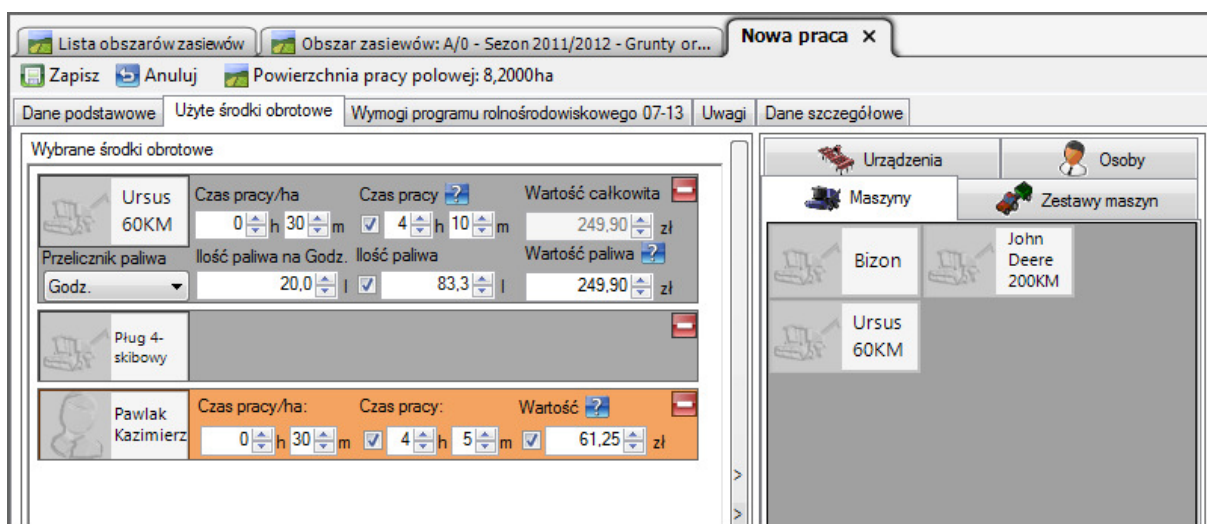 Lista obszarów zasiewów Obszar zasiewów: A/0 - Sezon 2011/2012 - Grunty or... Nowa praca ×
Zapisz Anuluj Powierzchnia pracy polowej: 8,2000ha
Dane podstawowe Użyte środki obrotowe Wymogi programu rolnośrodowiskowego 07-13 Uwagi Dane szczegółowe
Wybrane środki obrotowe
Ursus
60KM
Czas pracy/ha Czas pracy ? Wartość całkowita
0 h 30 m 4 h 10 m 249,90 zł
Przelicznik paliwa Ilość paliwa na Godz. Ilość paliwa Wartość paliwa ?
Godz. 20,0 l 83,3 l 249,90 zł
Pług 4-
skibowy
Pawlak
Kazimierz
Czas pracy/ha: Czas pracy: Wartość ?
0 h 30 m 4 h 5 m 61,25 zł
>
>
Urządzenia Osoby
Maszyny Zestawy maszyn
Bizon
John
Deere
200KM
Ursus
60KM